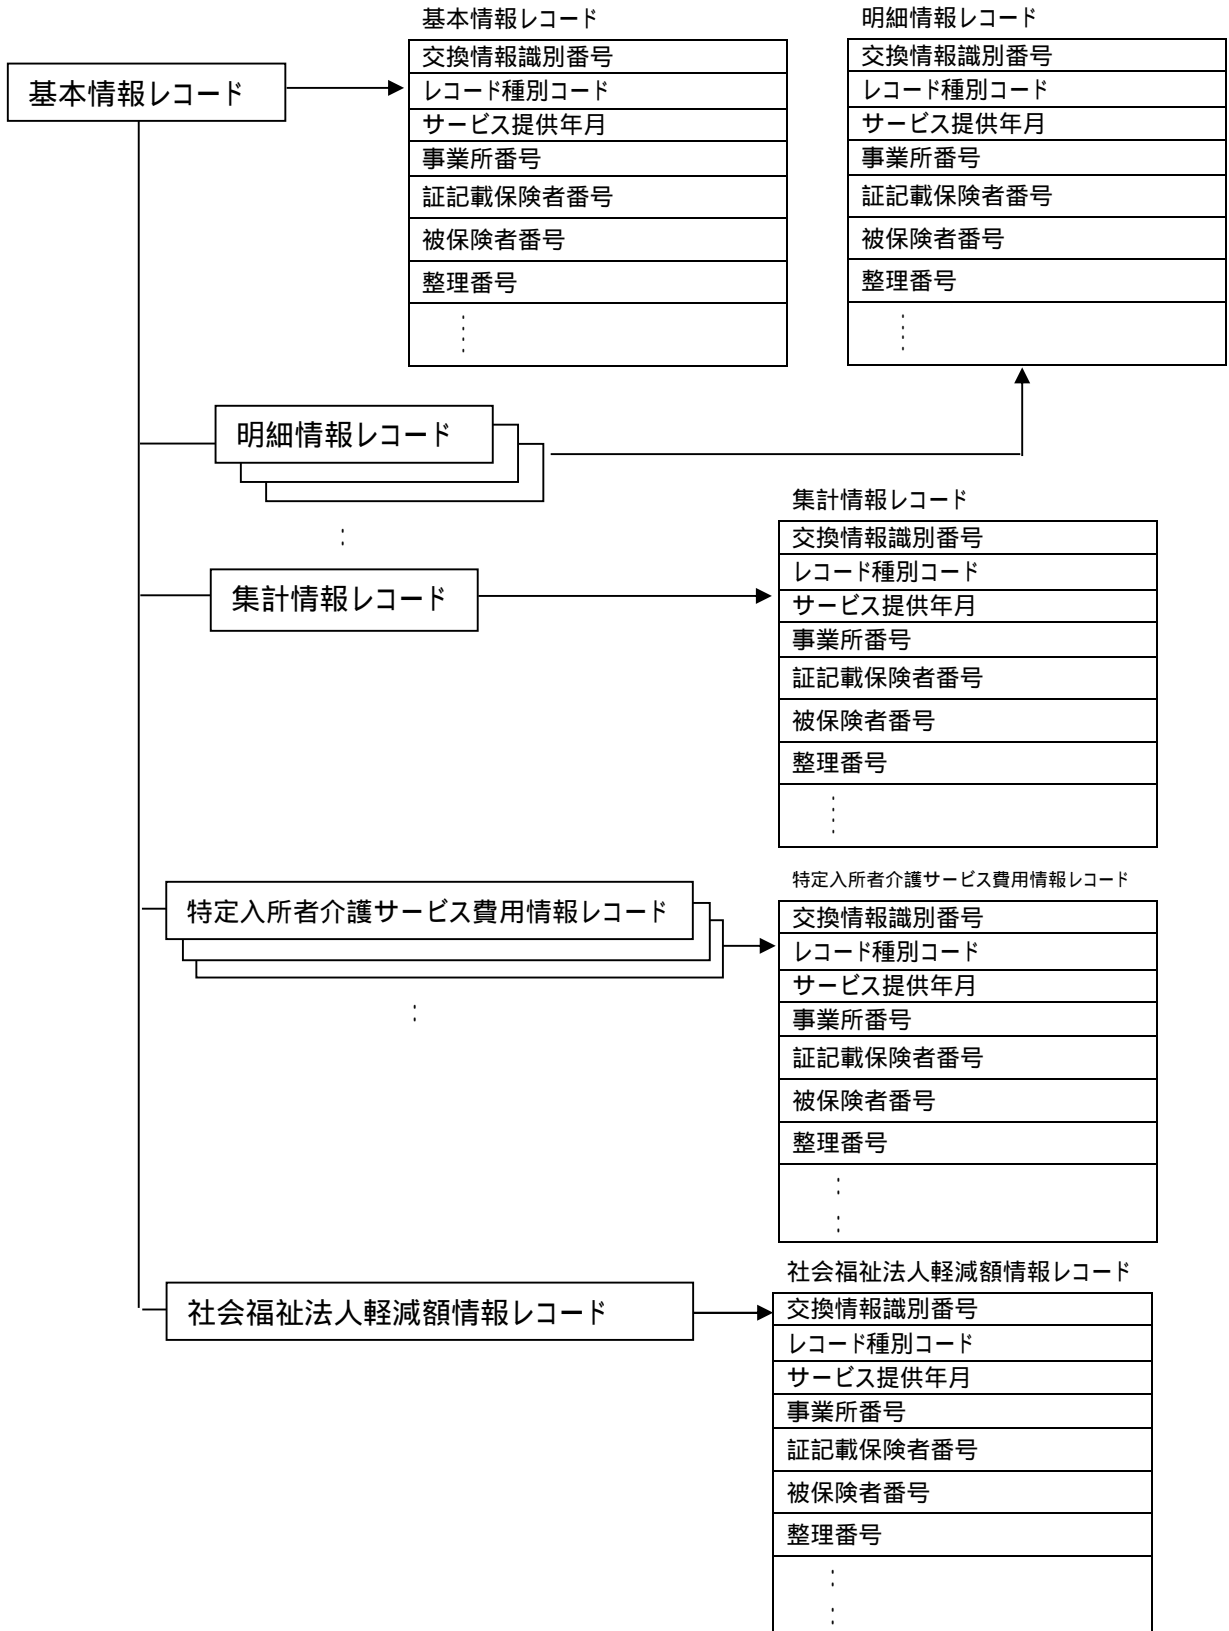 基本情報レコード
基本情報レコード
交換情報識別番号
レコード種別コード
サービス提供年月
事業所番号
証記載保険者番号
被保険者番号
整理番号
明細情報レコード
交換情報識別番号
レコード種別コード
サービス提供年月
事業所番号
証記載保険者番号
被保険者番号
整理番号
明細情報レコード
集計情報レコード
集計情報レコード
交換情報識別番号
レコード種別コード
サービス提供年月
事業所番号
証記載保険者番号
被保険者番号
整理番号
特定入所者介護サービス費用情報レコード
特定入所者介護サービス費用情報レコード
交換情報識別番号
レコード種別コード
サービス提供年月
事業所番号
証記載保険者番号
被保険者番号
整理番号
社会福祉法人軽減額情報レコード
社会福祉法人軽減額情報レコード
交換情報識別番号
レコード種別コード
サービス提供年月
事業所番号
証記載保険者番号
被保険者番号
整理番号